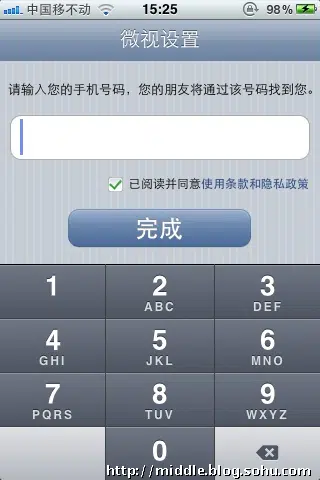 中国移不动 15:25 98%
微视设置
请输入您的手机号码，您的朋友将通过该号码找到您。
已阅读并同意使用条款和隐私政策
完成
1 2 3
ABC DEF
4 5 6
GHI JKL MNO
7 8 9
PQRS TUV WXYZ
0
http://middle.blog.sohu.com